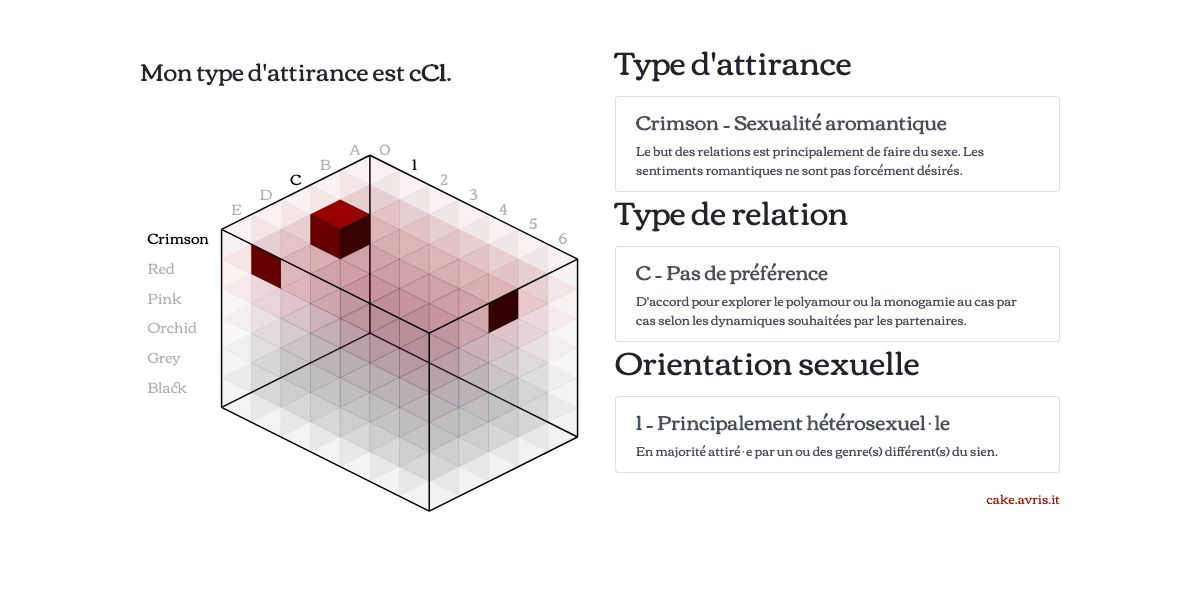 Mon type d'attirance est cC1.
A
B
C
D
E
0
1
2
3
4
5
6
Crimson
Red
Pink
Orchid
Grey
Black
Type d'attirance
Crimson - Sexualité aromantique
Le but des relations est principalement de faire du sexe. Les
sentiments romantiques ne sont pas forcément désirés.
Type de relation
C - Pas de préférence
D'accord pour explorer le polyamour ou la monogamie au cas par
cas selon les dynamiques souhaitées par les partenaires.
Orientation sexuelle
1 - Principalement hétérosexuel·le
En majorité attiré·e par un ou des genre(s) différent(s) du sien.
cake.avris.it